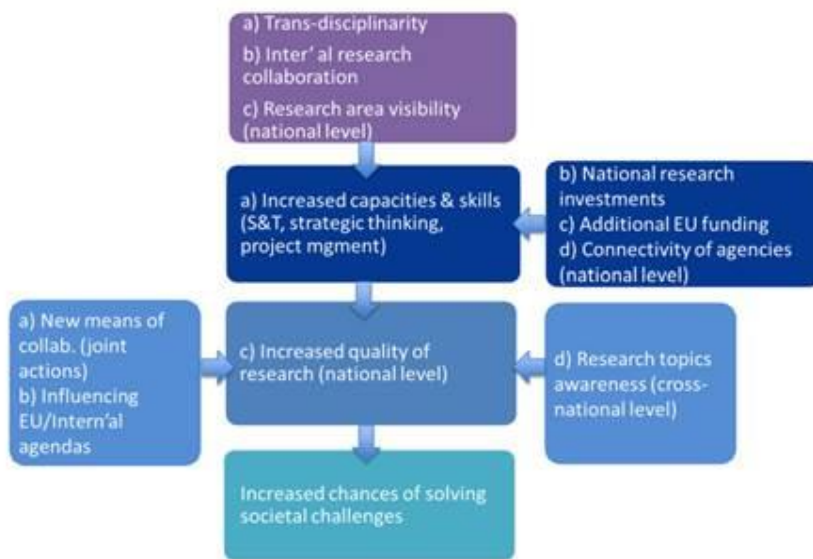 a) Trans-disciplinarity
b) Inter' al research
collaboration
c) Research area visibility
(national level)
a) Increased capacities & skills
(S&T, strategic thinking,
project mgment)
b) National research
investments
c) Additional EU funding
d) Connectivity of agencies
(national level)
a) New means of
collab. (joint
actions)
b) Influencing
EU/Intern'al
agendas
c) Increased quality of
research (national level)
d) Research topics
awareness (cross-
national level)
Increased chances of solving
societal challenges